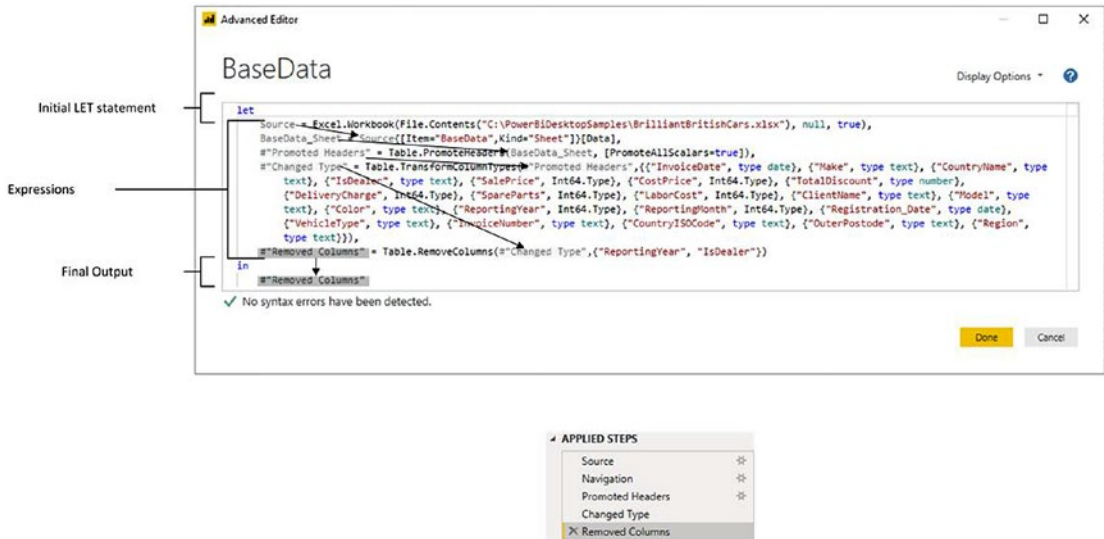 Advanced Editor
BaseData
Display Options
?
Initial LET statement
let
Source = Excel.Workbook(File.Contents("C:\PowerBiDesktopSamples\BrilliantBritishCars.xlsx"), null, true),
BaseData_Sheet = Source{[Item="BaseData",Kind="Sheet"]}[Data],
#"Promoted Headers" = Table.PromoteHeaders(BaseData_Sheet, [PromoteAllScalars=true]),
#"Changed Type" = Table.TransformColumnTypes(#"Promoted Headers",{{"InvoiceDate", type date}, {"Make", type text}, {"CountryName", type
text}, {"IsDealer", type text}, {"SalePrice", Int64.Type}, {"CostPrice", Int64.Type}, {"TotalDiscount", type number},
Expressions
{"DeliveryCharge", Int64.Type}, {"SpareParts", Int64.Type}, {"LaborCost", Int64.Type}, {"ClientName", type text}, {"Model", type
text}, {"Color", type text}, {"ReportingYear", Int64.Type}, {"ReportingMonth", Int64.Type}, {"Registration_Date", type date},
{"VehicleType", type text}, {"InvoiceNumber", type text}, {"CountryISOCode", type text}, {"OuterPostode", type text}, {"Region",
type text}}),
#"Removed Columns" = Table.RemoveColumns(#"Changed Type",{"ReportingYear", "IsDealer"})
Final Output
in
#"Removed Columns"
No syntax errors have been detected.
Done
Cancel
APPLIED STEPS
Source
Navigation
Promoted Headers
Changed Type
Removed Columns